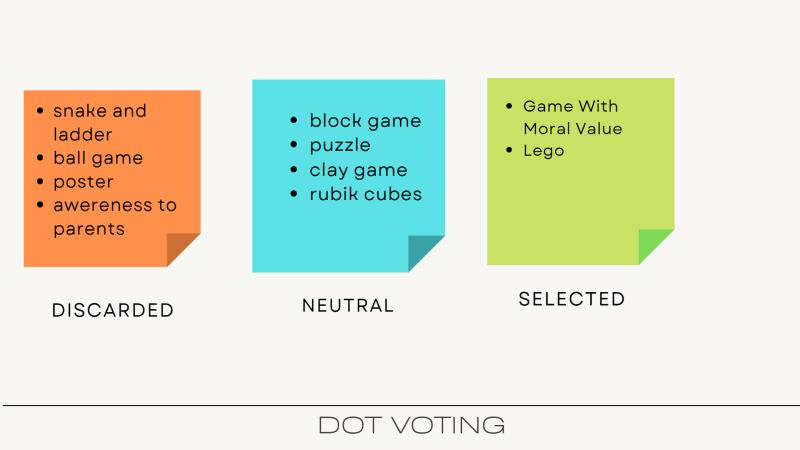 • snake and
ladder
• ball game
• poster
• awereness to
parents
DISCARDED
• block game
• puzzle
• clay game
• rubik cubes
NEUTRAL
• Game With
Moral Value
• Lego
SELECTED
DOT VOTING